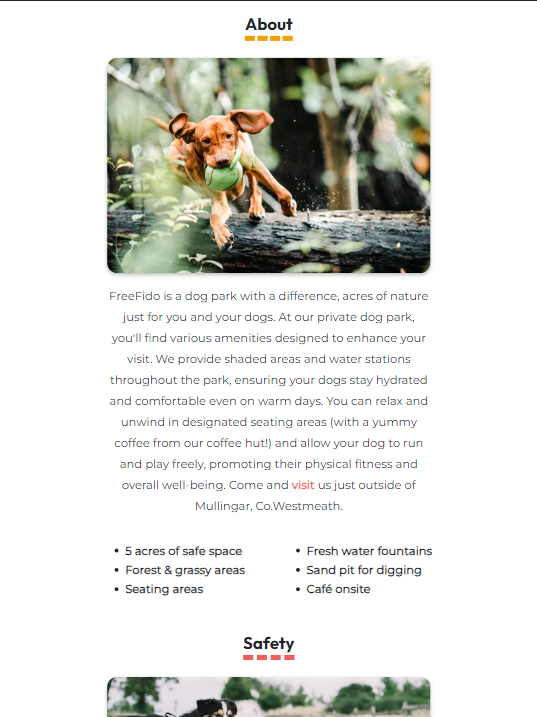 About
FreeFido is a dog park with a difference, acres of nature
just for you and your dogs. At our private dog park,
you'll find various amenities designed to enhance your
visit. We provide shaded areas and water stations
throughout the park, ensuring your dogs stay hydrated
and comfortable even on warm days. You can relax and
unwind in designated seating areas (with a yummy
coffee from our coffee hut!) and allow your dog to run
and play freely, promoting their physical fitness and
overall well-being. Come and visit us just outside of
Mullingar, Co.Westmeath.
• 5 acres of safe space
• Forest & grassy areas
• Seating areas
• Fresh water fountains
• Sand pit for digging
• Café onsite
Safety